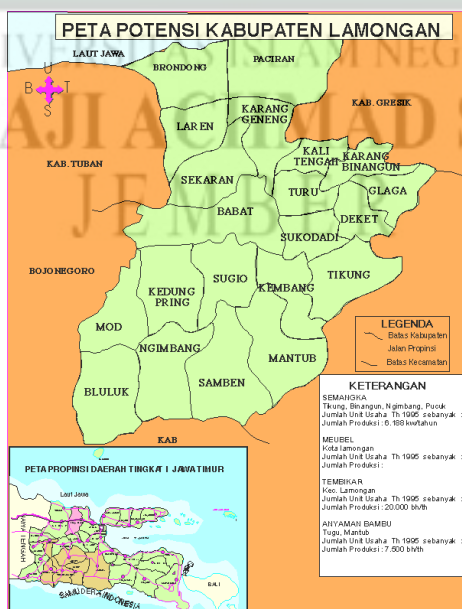 PETA POTENSI KABUPATEN LAMONGAN
LAUT JAWA
PACIRAN
BRONDONG
U
B T
S
KARANG
GENENG
KAB. GRESIK
LAREN
KALI
TENGAH
KARANG
BINANGUN
KAB. TUBAN
SEKARAN
TURU
GLAGA
BABAT
DEKET
SUKODADI
BOJONEGORO
SUGIO
TIKUNG
KEMBANG
KEDUNG
PRING
MOD
NGIMBANG
MANTUB
BLULUK
SAMBEN
KAB
LEGENDA
Batas Kabupaten
Jalan Propinsi
Batas Kecamatan
KETERANGAN
SEMANGKA
Tikung, Binangun, Ngimbang, Pucuk
Jumlah Unit Usaha Th 1995 sebanyak :
Jumlah Produksi : 6.188 kw/tahun
MEUBEL
Kota lamongan
Jumlah Unit Usaha Th 1995 sebanyak :
Jumlah Produksi :
TEMBIKAR
Kec. Lamongan
Jumlah Unit Usaha Th 1995 sebanyak :
Jumlah Produksi : 20.000 bh/th
ANYAMAN BAMBU
Tugu, Mantub
Jumlah Unit Usaha Th 1995 sebanyak :
Jumlah Produksi : 7.500 bh/th
PETA PROPINSI DAERAH TINGKAT I JAWA TIMUR
Laut Jawa
JAWA TENGAH
BALI
SAMUDERA INDONESIA
JEMBER